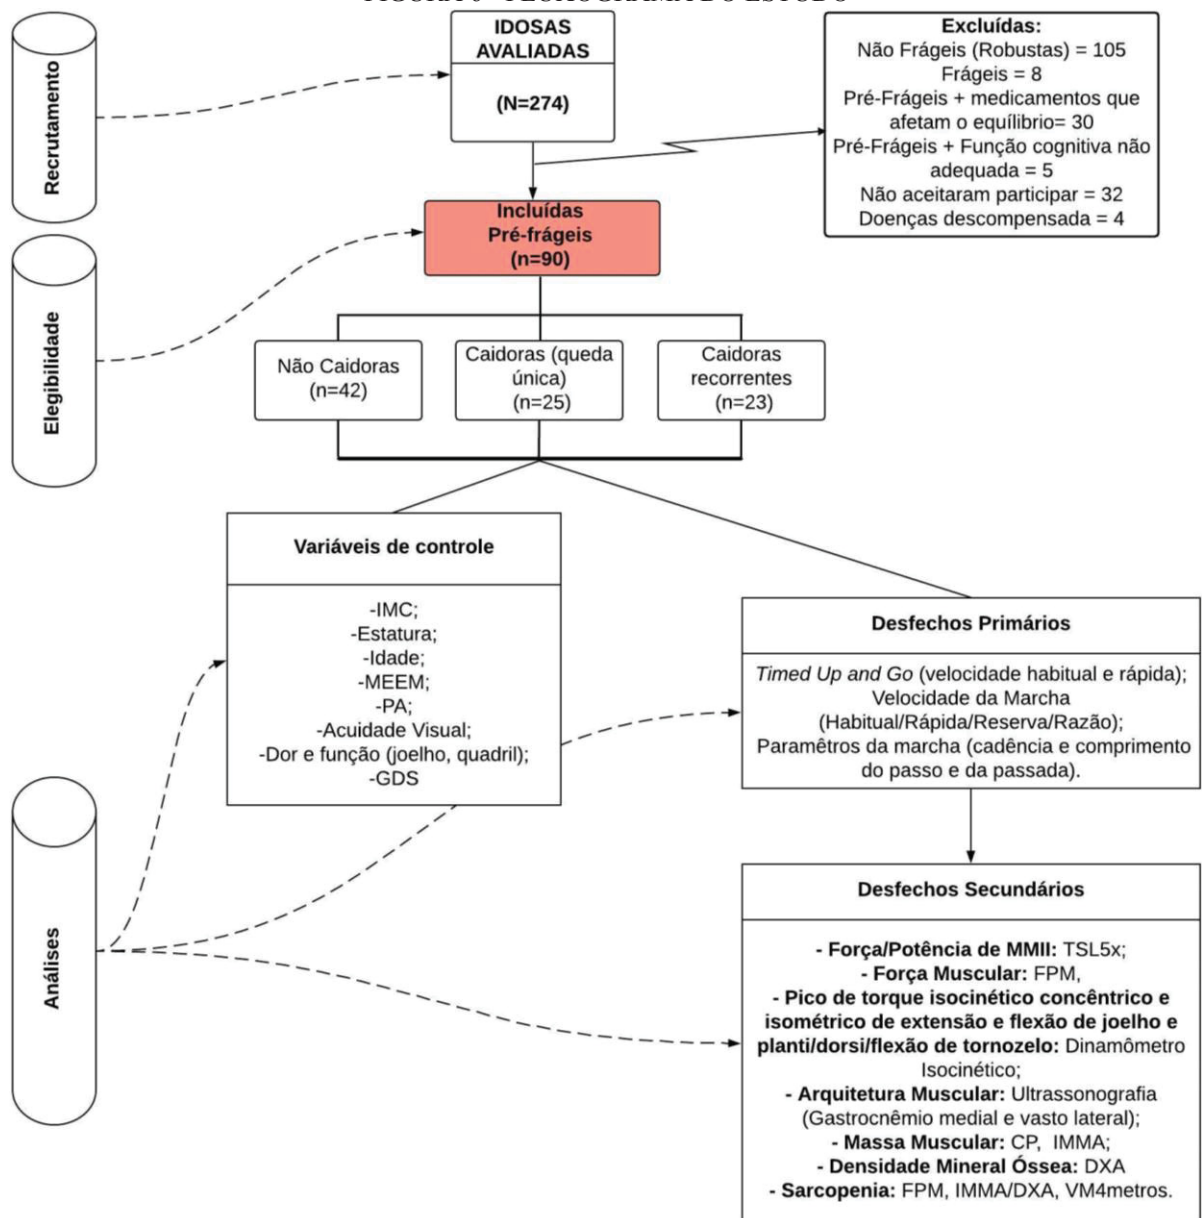 FIGURA 6 - FLUXOGRAMA DO ESTUDO
IDOSAS
AVALIADAS
(N=274)
Excluídas:
Não Frágeis (Robustas) = 105
Frágeis = 8
Pré-Frágeis + medicamentos que
afetam o equílibrio= 30
Pré-Frágeis + Função cognitiva não
adequada = 5
Não aceitaram participar = 32
Doenças descompensada = 4
Recrutamento
Incluídas
Pré-frágeis
(n=90)
Elegibilidade
Não Caidoras
(n=42)
Caidoras (queda
única)
(n=25)
Caidoras
recorrentes
(n=23)
Variáveis de controle
-IMC;
-Estatura;
-Idade;
-MEEM;
-PA;
-Acuidade Visual;
-Dor e função (joelho, quadril);
-GDS
Desfechos Primários
Timed Up and Go (velocidade habitual e rápida);
Velocidade da Marcha
(Habitual/Rápida/Reserva/Razão);
Paramêtros da marcha (cadência e comprimento
do passo e da passada).
Análises
Desfechos Secundários
- Força/Potência de MMII: TSL5x;
- Força Muscular: FPM,
- Pico de torque isocinético concêntrico e
isométrico de extensão e flexão de joelho e
planti/dorsi/flexão de tornozelo: Dinamômetro
Isocinético;
- Arquitetura Muscular: Ultrassonografia
(Gastrocnêmio medial e vasto lateral);
- Massa Muscular: CP, IMMA;
- Densidade Mineral Óssea: DXA
- Sarcopenia: FPM, IMMA/DXA, VM4metros.